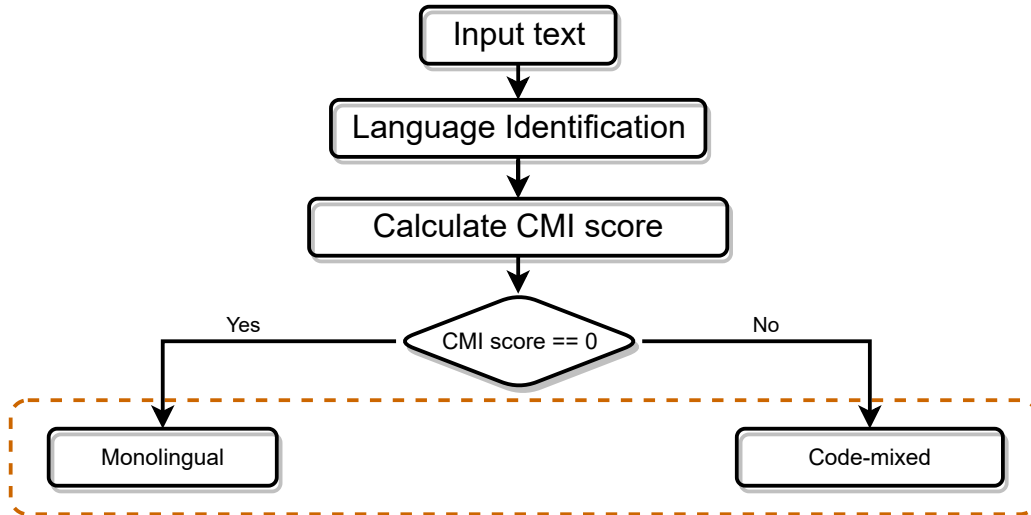 Input text
Language Identification
Calculate CMI score
CMI score == 0
Yes
No
Monolingual
Code-mixed